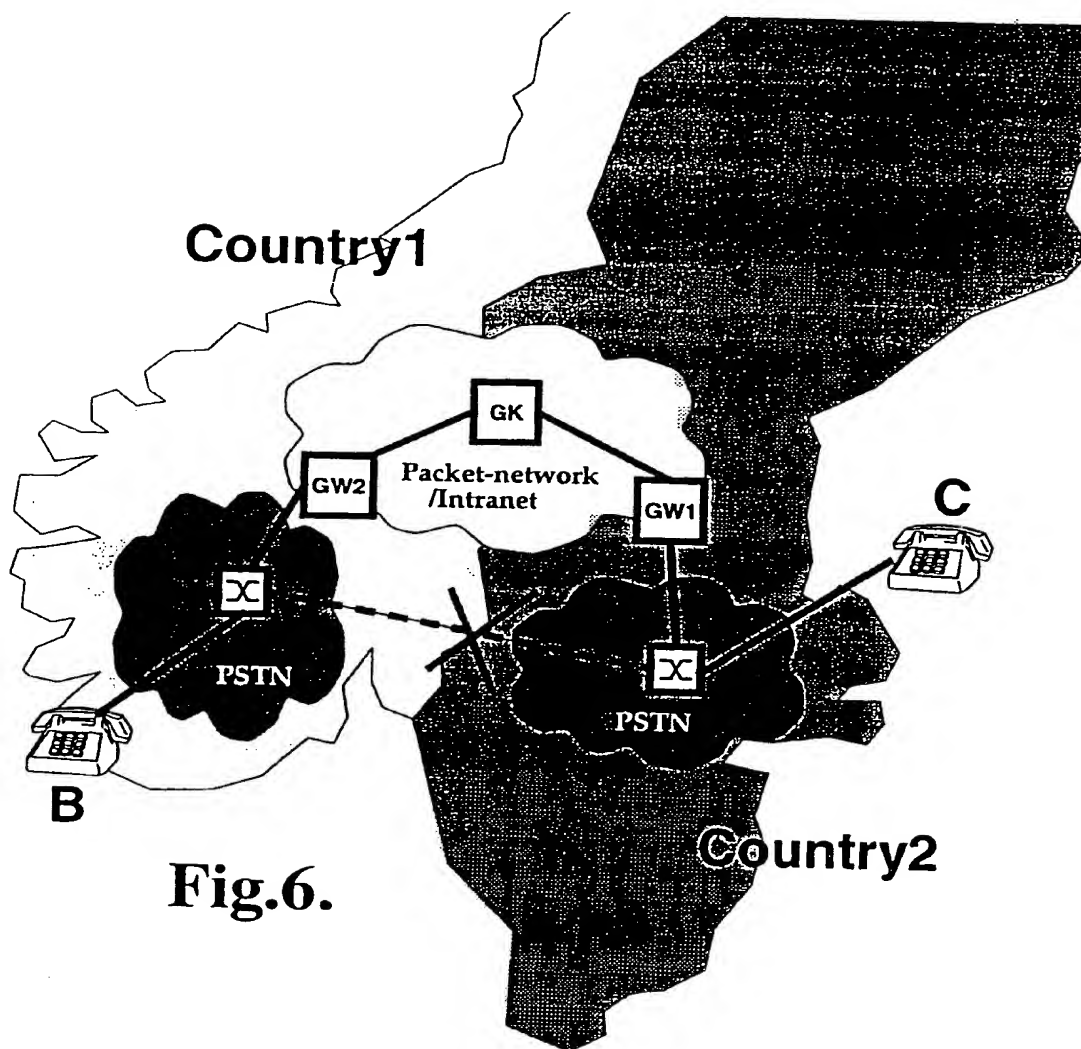 Country1
GK
Packet-network
/Intranet
GW2
GW1
C
PSTN
PSTN
B
Country2
Fig.6.